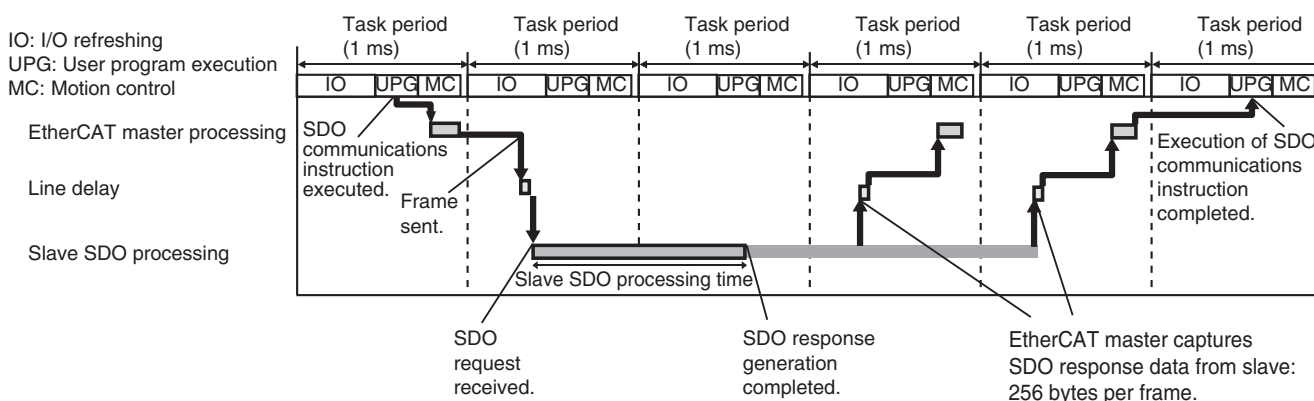 IO: I/O refreshing
UPG: User program execution
MC: Motion control
Task period
(1 ms)
Task period
(1 ms)
Task period
(1 ms)
Task period
(1 ms)
Task period
(1 ms)
Task period
(1 ms)
IO UPG MC IO UPG MC IO UPG MC IO UPG MC IO UPG MC IO UPG MC
EtherCAT master processing
Line delay
Slave SDO processing
SDO
communications
instruction
executed.
Frame
sent.
Execution of SDO
communications
instruction
completed.
Slave SDO processing time
SDO
request
received.
SDO response
generation
completed.
EtherCAT master captures
SDO response data from slave:
256 bytes per frame.